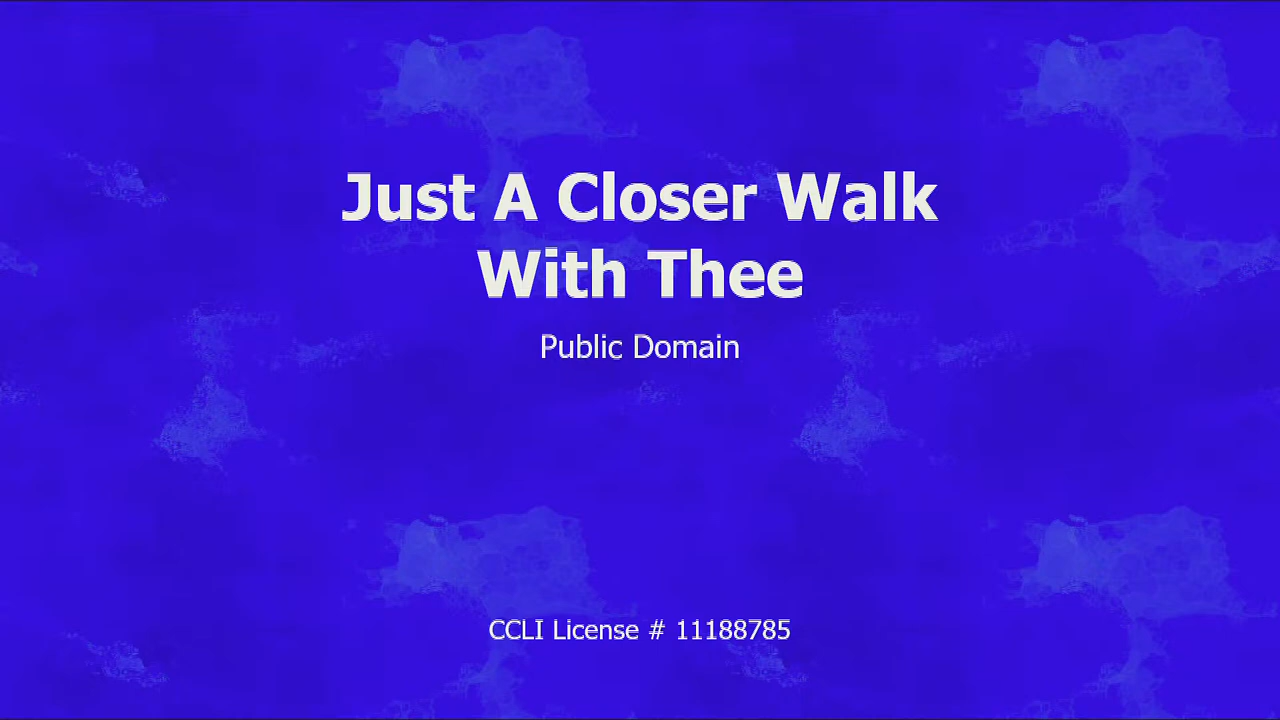 Just A Closer Walk
With Thee
Public Domain
CCLI License # 11188785